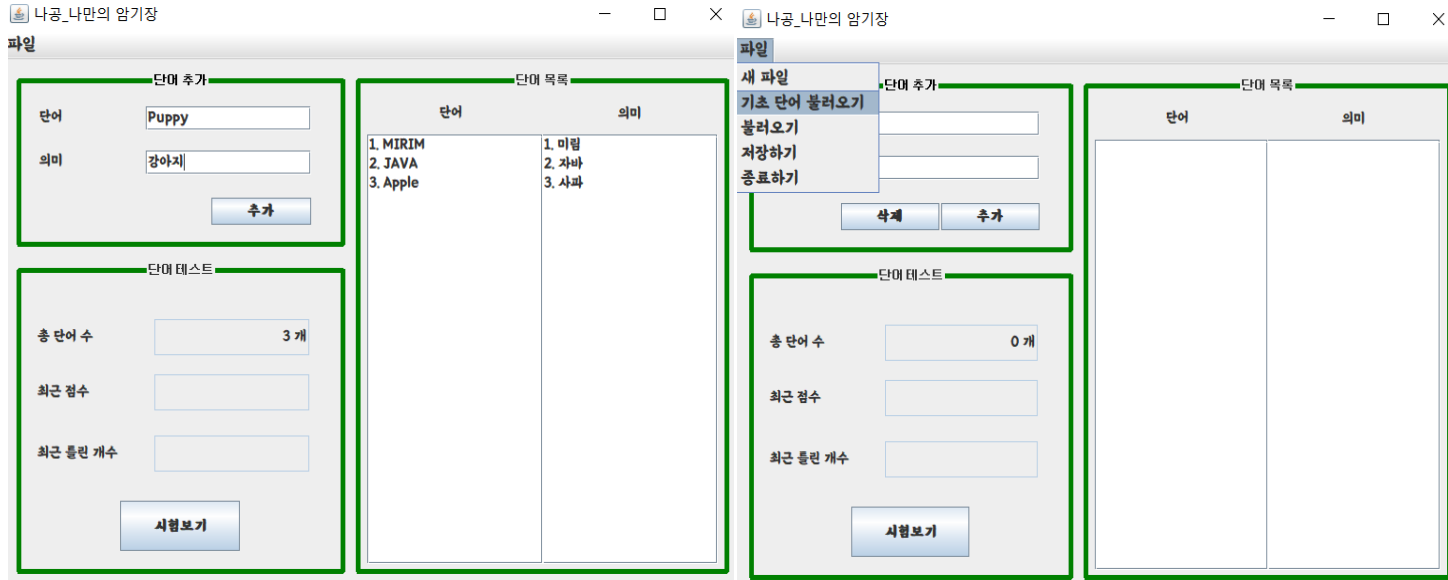 나공_나만의 암기장
파일
단어 추가
단어 Puppy
의미 강아지
추가
단어 테스트
총 단어 수 3 개
최근 점수
최근 틀린 개수
시험보기
단어 목록
단어 의미
1. MIRIM 1. 미림
2. JAVA 2. 자바
3. Apple 3. 사과
나공_나만의 암기장
파일
새 파일
기초 단어 불러오기
불러오기
저장하기
종료하기
단어 추가
삭제 추가
단어 테스트
총 단어 수 0 개
최근 점수
최근 틀린 개수
시험보기
단어 목록
단어 의미